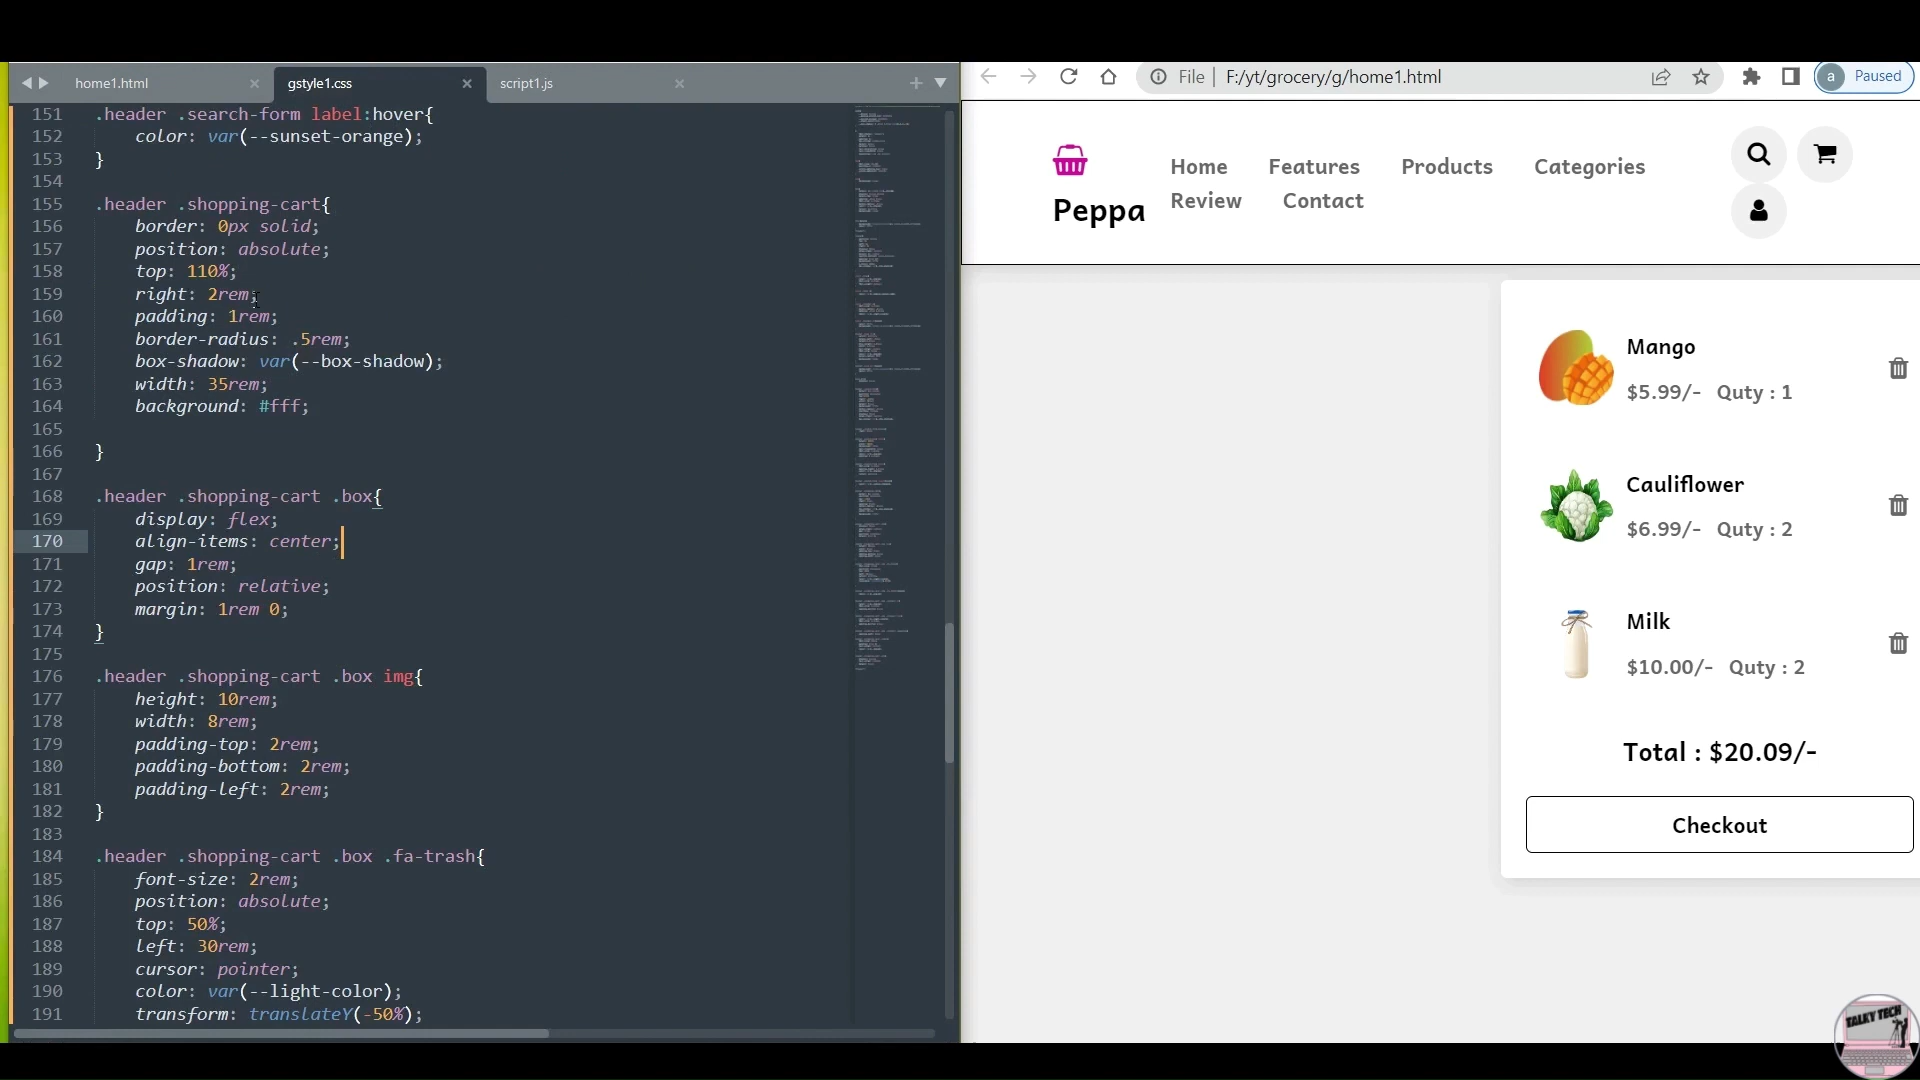 home1.html
gstyle1.css
script1.js
151 .header .search-form label:hover{
152 color: var(--sunset-orange);
153 }
154
155 .header .shopping-cart{
156 border: 0px solid;
157 position: absolute;
158 top: 110%;
159 right: 2rem;
160 padding: 1rem;
161 border-radius: .5rem;
162 box-shadow: var(--box-shadow);
163 width: 35rem;
164 background: #fff;
165
166 }
167
168 .header .shopping-cart .box{
169 display: flex;
170 align-items: center;
171 gap: 1rem;
172 position: relative;
173 margin: 1rem 0;
174 }
175
176 .header .shopping-cart .box img{
177 height: 10rem;
178 width: 8rem;
179 padding-top: 2rem;
180 padding-bottom: 2rem;
181 padding-left: 2rem;
182 }
183
184 .header .shopping-cart .box .fa-trash{
185 font-size: 2rem;
186 position: absolute;
187 top: 50%;
188 left: 30rem;
189 cursor: pointer;
190 color: var(--light-color);
191 transform: translateY(-50%);
File | F:/yt/grocery/g/home1.html
a Paused
Peppa
Home Features Products Categories
Review Contact
Mango
$5.99/- Quty : 1
Cauliflower
$6.99/- Quty : 2
Milk
$10.00/- Quty : 2
Total : $20.09/-
Checkout
TALKY TECH